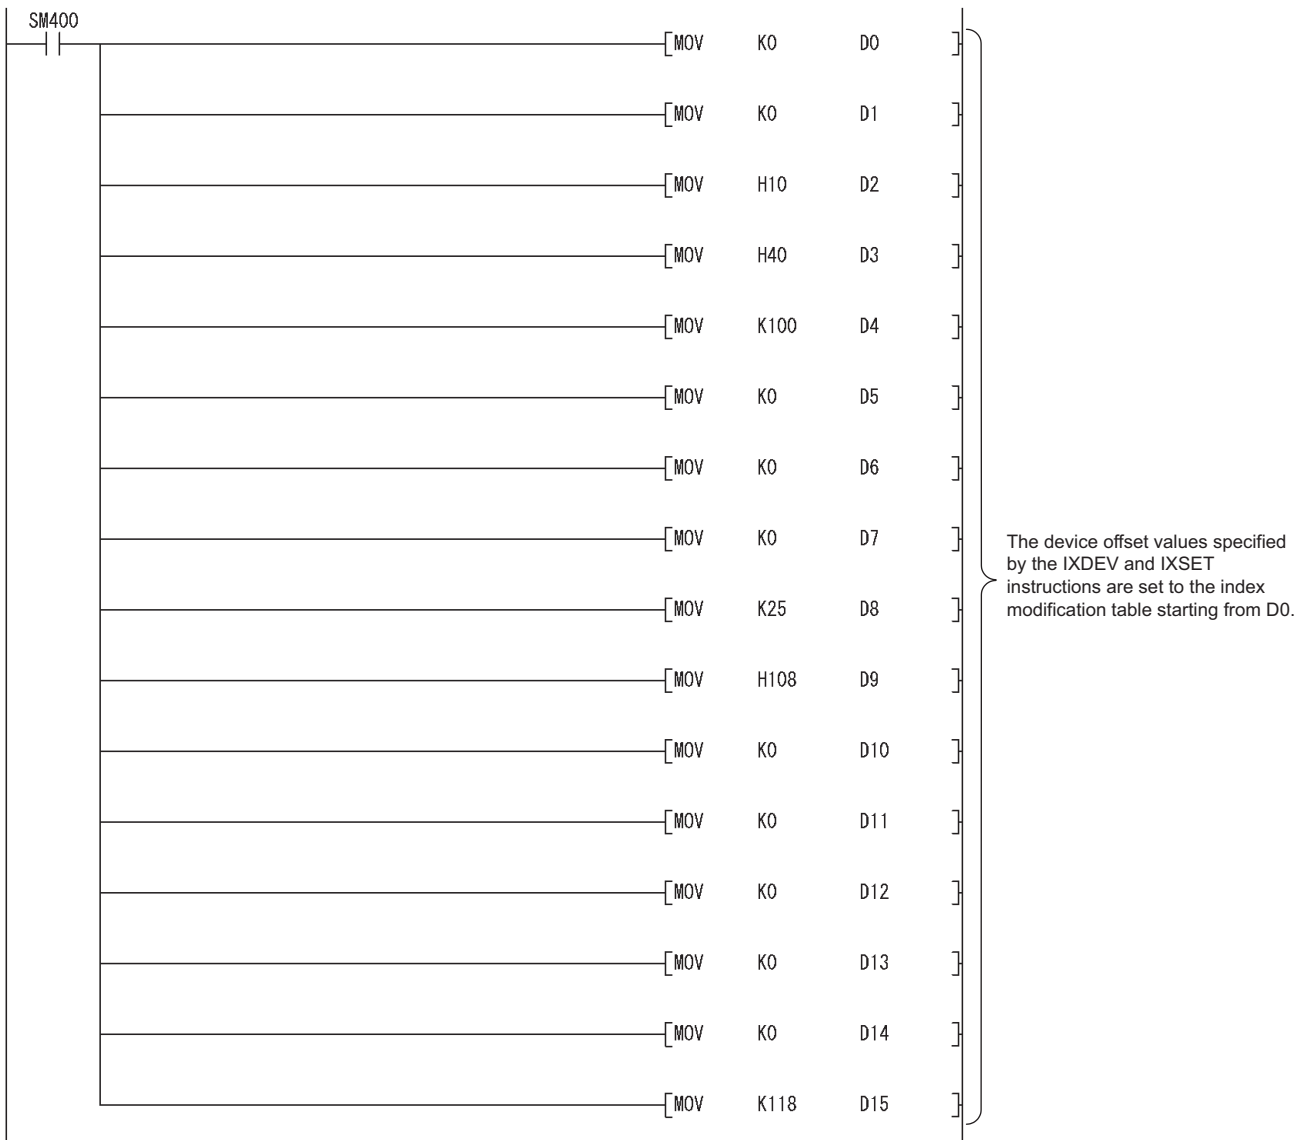 SM400
[MOV K0 D0 ]
[MOV K0 D1 ]
[MOV H10 D2 ]
[MOV H40 D3 ]
[MOV K100 D4 ]
[MOV K0 D5 ]
[MOV K0 D6 ]
[MOV K0 D7 ]
The device offset values specified
by the IXDEV and IXSET
instructions are set to the index
modification table starting from D0.
[MOV K25 D8 ]
[MOV H108 D9 ]
[MOV K0 D10 ]
[MOV K0 D11 ]
[MOV K0 D12 ]
[MOV K0 D13 ]
[MOV K0 D14 ]
[MOV K118 D15 ]